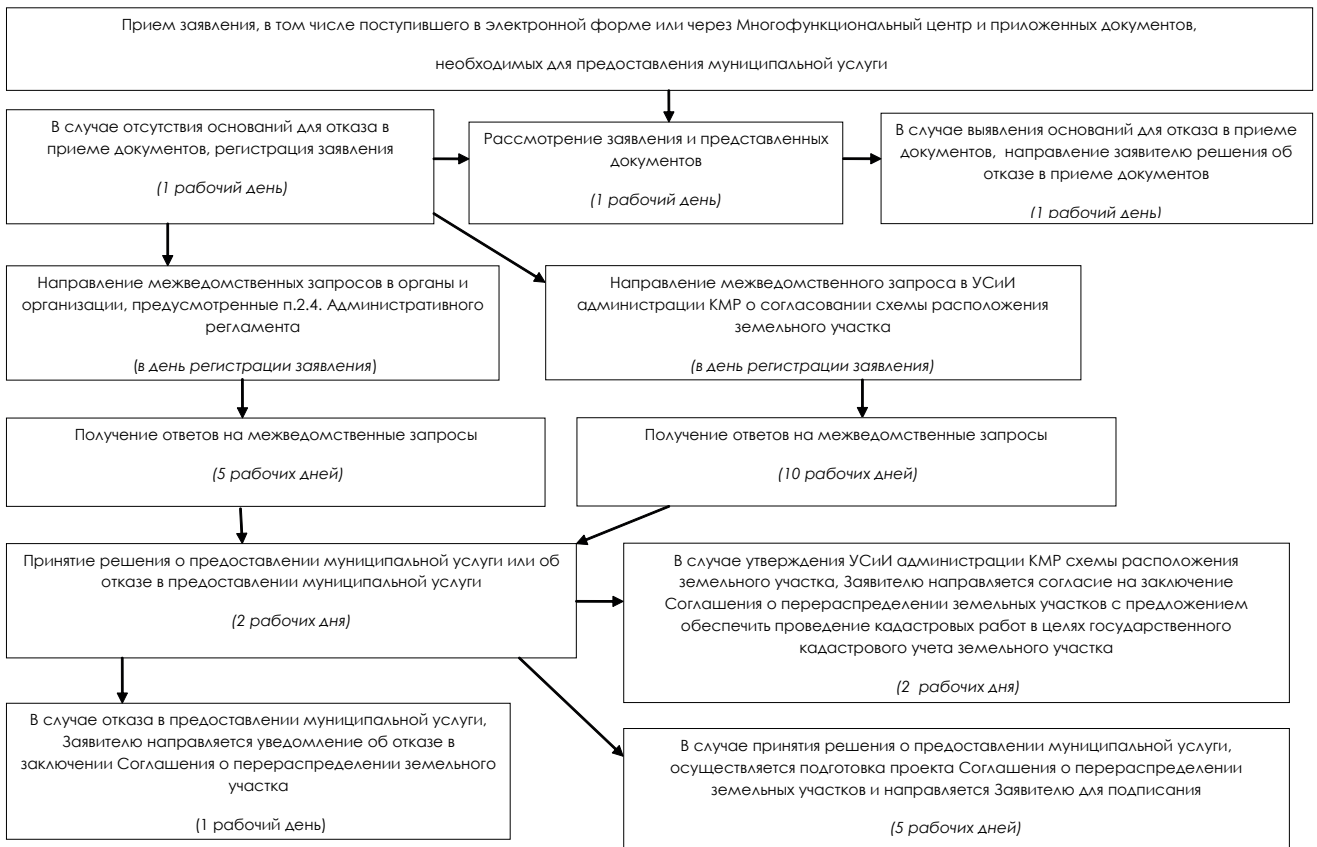 Прием заявления, в том числе поступившего в электронной форме или через Многофункциональный центр и приложенных документов,
необходимых для предоставления муниципальной услуги
В случае отсутствия оснований для отказа в
приеме документов, регистрация заявления
(1 рабочий день)
Рассмотрение заявления и представленных
документов
(1 рабочий день)
В случае выявления оснований для отказа в приеме
документов, направление заявителю решения об
отказе в приеме документов
(1 рабочий день)
Направление межведомственных запросов в органы и
организации, предусмотренные п.2.4. Административного
регламента
(в день регистрации заявления)
Направление межведомственного запроса в УСиИ
администрации КМР о согласовании схемы расположения
земельного участка
(в день регистрации заявления)
Получение ответов на межведомственные запросы
(5 рабочих дней)
Получение ответов на межведомственные запросы
(10 рабочих дней)
Принятие решения о предоставлении муниципальной услуги или об
отказе в предоставлении муниципальной услуги
(2 рабочих дня)
В случае утверждения УСиИ администрации КМР схемы расположения
земельного участка, Заявителю направляется согласие на заключение
Соглашения о перераспределении земельных участков с предложением
обеспечить проведение кадастровых работ в целях государственного
кадастрового учета земельного участка
(2 рабочих дня)
В случае отказа в предоставлении муниципальной услуги,
Заявителю направляется уведомление об отказе в
заключении Соглашения о перераспределении земельного
участка
(1 рабочий день)
В случае принятия решения о предоставлении муниципальной услуги,
осуществляется подготовка проекта Соглашения о перераспределении
земельных участков и направляется Заявителю для подписания
(5 рабочих дней)